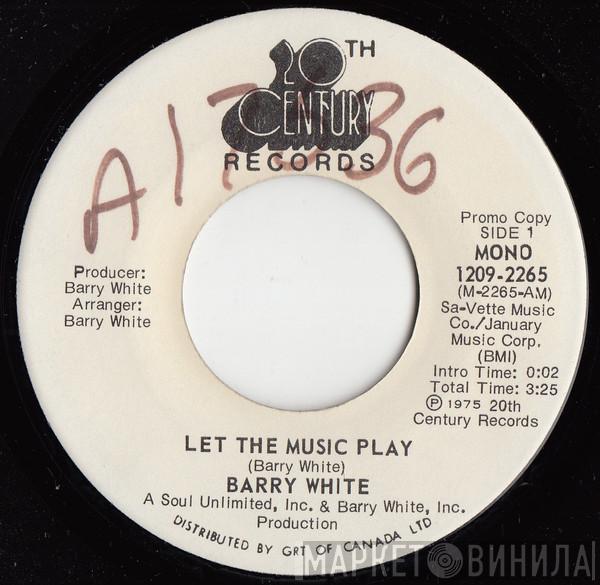 20TH
CENTURY
RECORDS
Promo Copy
SIDE 1
MONO
1209-2265
(M-2265-AM)
Sa-Vette Music
Co./January
Music Corp.
(BMI)
Intro Time: 0:02
Total Time: 3:25
Ⓟ 1975 20th
Century Records
Producer:
Barry White
Arranger:
Barry White
LET THE MUSIC PLAY
(Barry White)
BARRY WHITE
A Soul Unlimited, Inc. & Barry White, Inc.
Production
DISTRIBUTED BY GRT OF CANADA LTD
МАРКЕТ ВИНИЛА